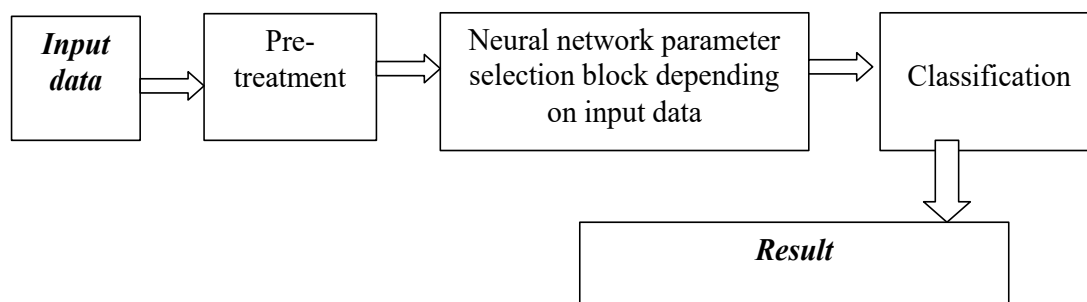 Input
data
Pre-
treatment
Neural network parameter
selection block depending
on input data
Classification
Result